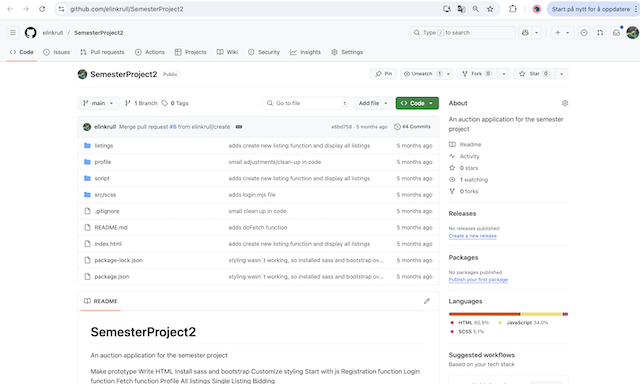 github.com/elinkrull/SemesterProject2
Start på nytt for å oppdatere
elinkrull / SemesterProject2
Type / to search
Code Issues Pull requests Actions Projects Wiki Security Insights Settings
SemesterProject2 Public
Pin Unwatch 1 Fork 0 Star 0
main 1 Branch 0 Tags Go to file t Add file Code
elinkrull Merge pull request #6 from elinkrull/create a6bd758 · 5 months ago 44 Commits
listings adds create new listing function and display all listings 5 months ago
profile small adjustments/clean-up in code 5 months ago
script adds create new listing function and display all listings 5 months ago
src/scss adds login.mjs file 5 months ago
.gitignore small clean up in code 5 months ago
README.md adds doFetch function 5 months ago
index.html adds create new listing function and display all listings 5 months ago
package-lock.json styling wasn´t working, so installed sass and bootstrap ov... 5 months ago
package.json styling wasn´t working, so installed sass and bootstrap ov... 5 months ago
README
SemesterProject2
An auction application for the semester project
Make prototype Write HTML Install sass and bootstrap Customize styling Start with js Registration function Login
function Fetch function Profile All listings Single Listing Bidding
About
An auction application for the semester
project
Readme
Activity
0 stars
1 watching
0 forks
Releases
No releases published
Create a new release
Packages
No packages published
Publish your first package
Languages
HTML 60.9% JavaScript 34.0%
SCSS 5.1%
Suggested workflows
Based on your tech stack